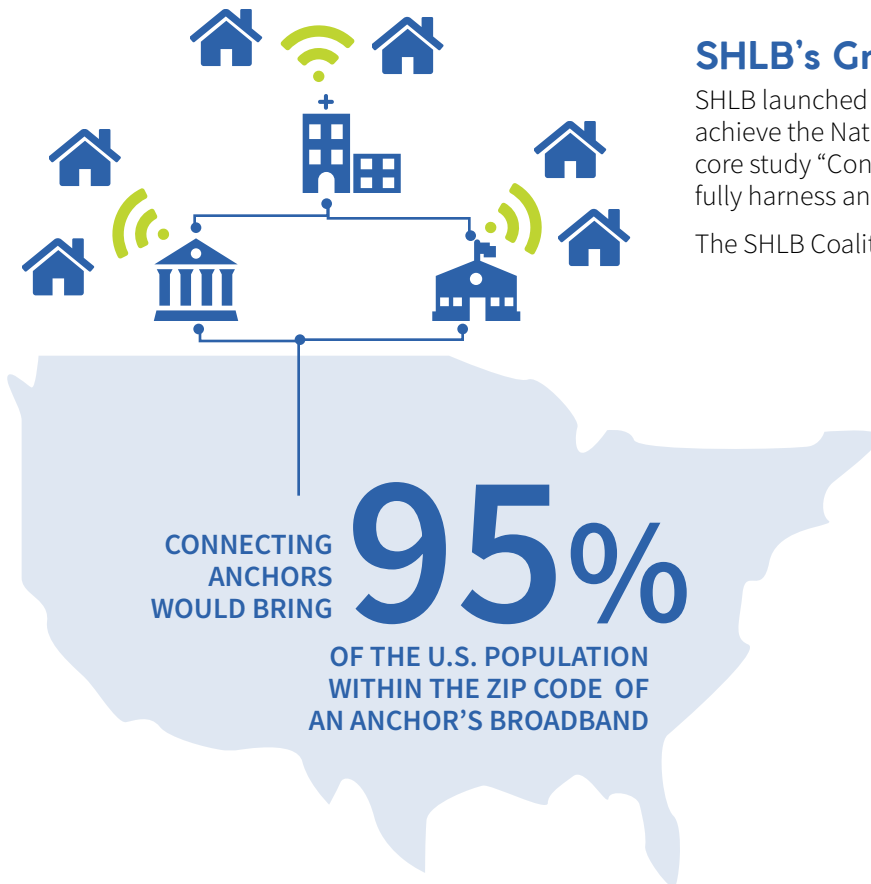 SHLB's Gr
SHLB launched
achieve the Nat
core study “Con
fully harness an
The SHLB Coalit
CONNECTING
ANCHORS
WOULD BRING
95%
OF THE U.S. POPULATION
WITHIN THE ZIP CODE OF
AN ANCHOR'S BROADBAND